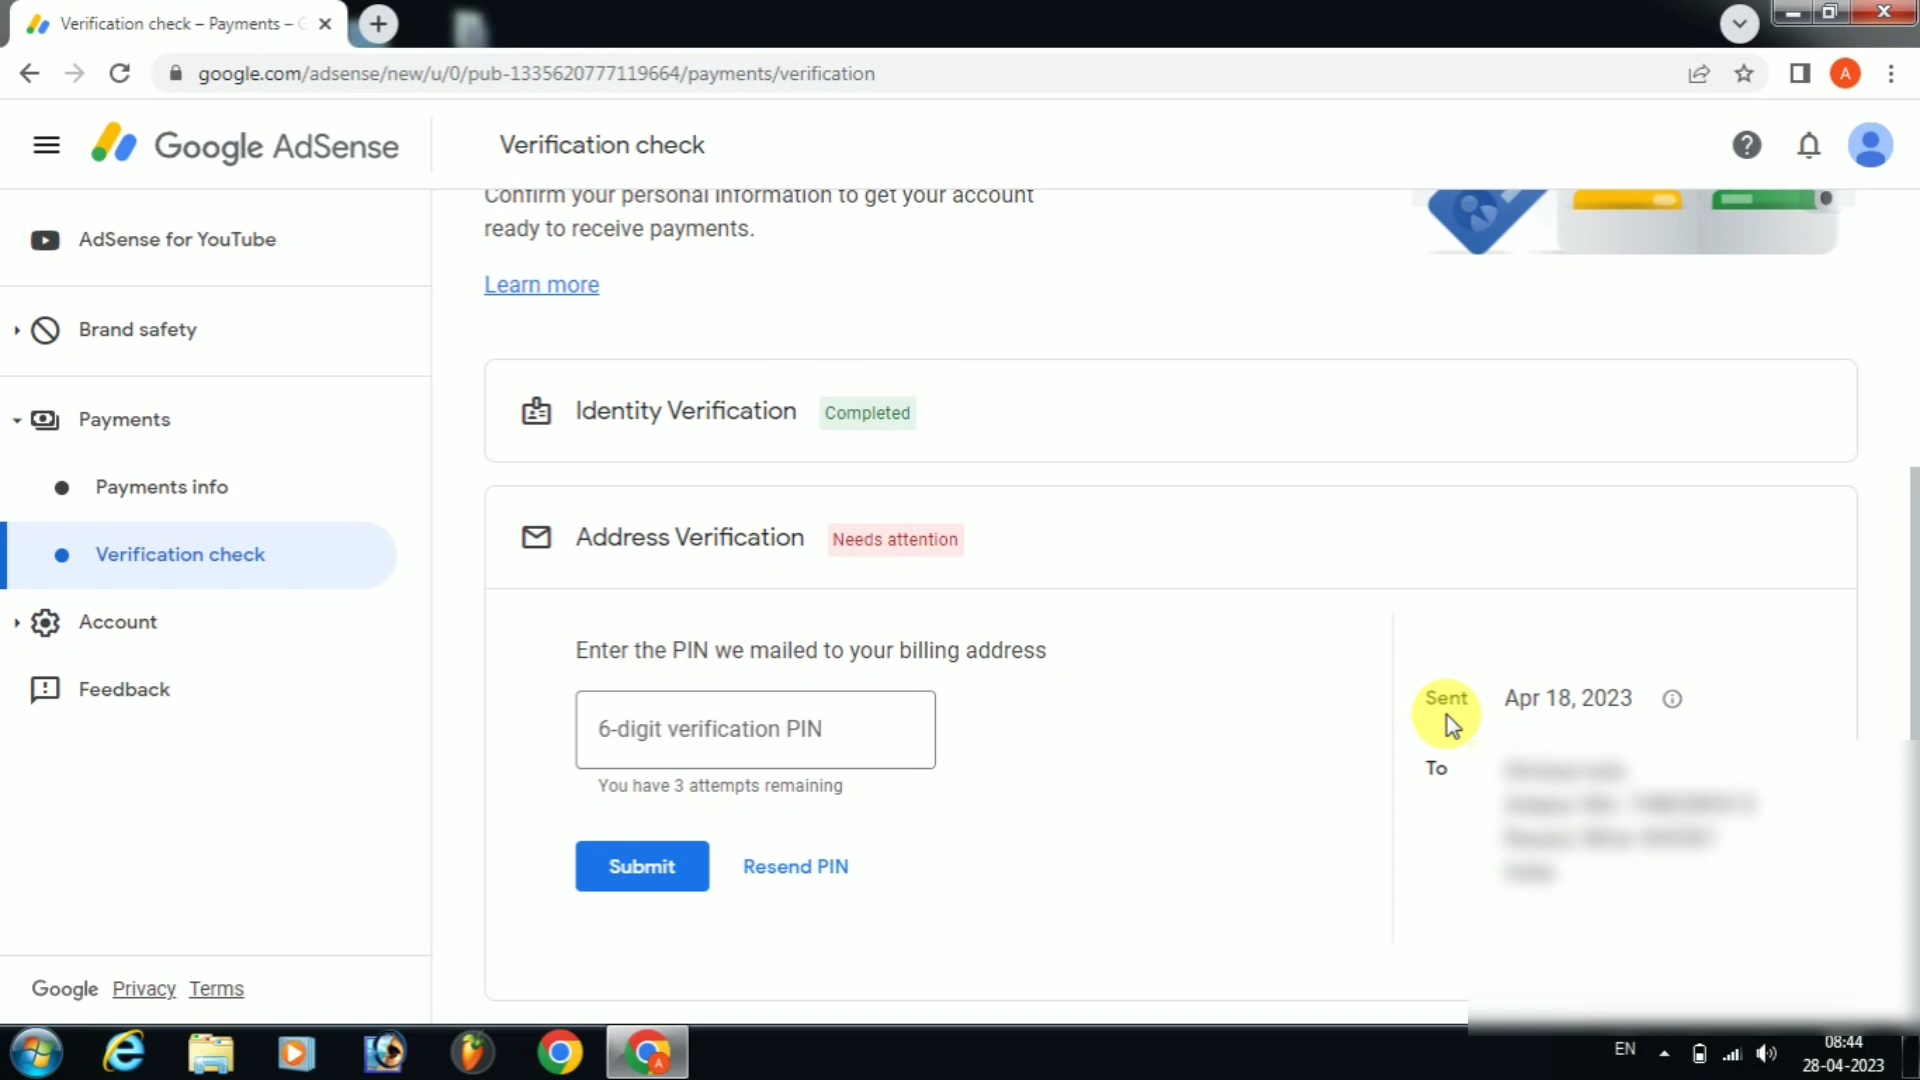 Verification check – Payments –
google.com/adsense/new/u/0/pub-1335620777119664/payments/verification
A
Google AdSense
Verification check
Confirm your personal information to get your account
ready to receive payments.
Learn more
AdSense for YouTube
Brand safety
Payments
Payments info
Verification check
Account
Feedback
Identity Verification Completed
Address Verification Needs attention
Enter the PIN we mailed to your billing address
6-digit verification PIN
You have 3 attempts remaining
Submit Resend PIN
Sent Apr 18, 2023
To
Google Privacy Terms
EN
08:44
28-04-2023